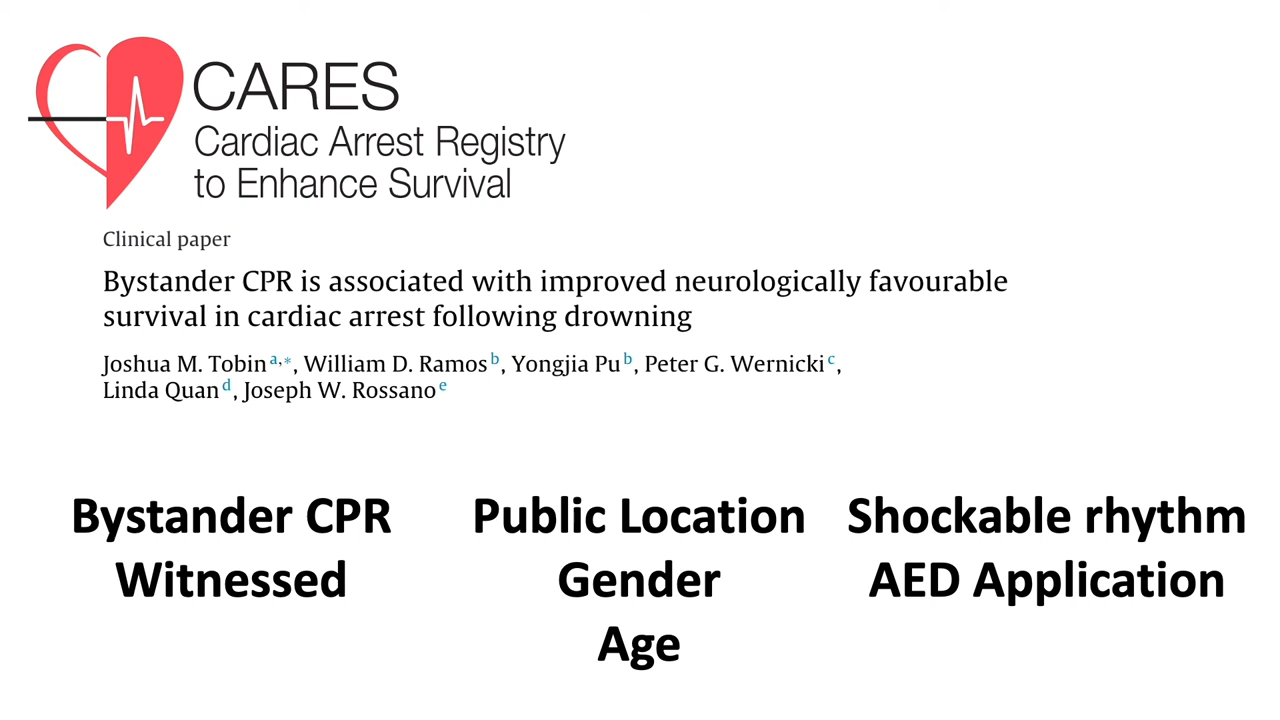 CARES
Cardiac Arrest Registry
to Enhance Survival
Clinical paper
Bystander CPR is associated with improved neurologically favourable
survival in cardiac arrest following drowning
Joshua M. Tobin a,*, William D. Ramos b, Yongjia Pu b, Peter G. Wernicki c,
Linda Quan d, Joseph W. Rossano e
Bystander CPR
Witnessed
Public Location
Gender
Age
Shockable rhythm
AED Application